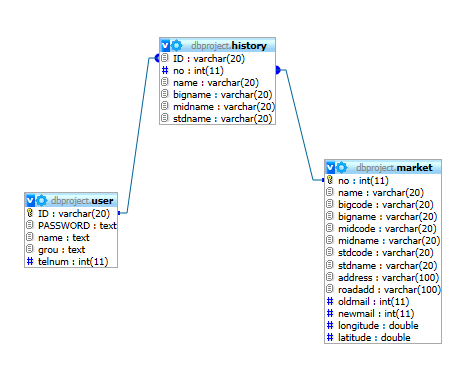 dbproject.history
ID : varchar(20)
# no : int(11)
name : varchar(20)
bigname : varchar(20)
midname : varchar(20)
stdname : varchar(20)
dbproject.market
no : int(11)
name : varchar(20)
bigcode : varchar(20)
bigname : varchar(20)
midcode : varchar(20)
midname : varchar(20)
stdcode : varchar(20)
stdname : varchar(20)
address : varchar(100)
roadadd : varchar(100)
# oldmail : int(11)
# newmail : int(11)
# longitude : double
# latitude : double
dbproject.user
ID : varchar(20)
PASSWORD : text
name : text
grou : text
# telnum : int(11)